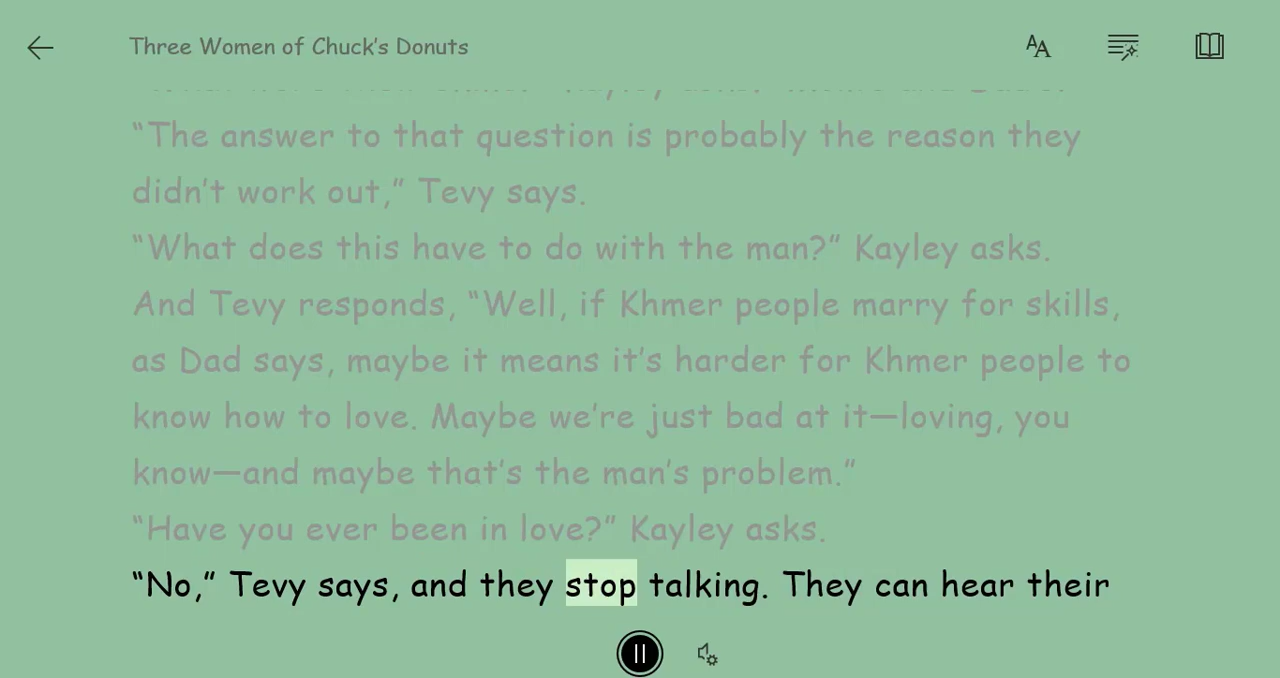 Three Women of Chuck's Donuts
"The answer to that question is probably the reason they
didn't work out," Tevy says.
"What does this have to do with the man?" Kayley asks.
And Tevy responds, "Well, if Khmer people marry for skills,
as Dad says, maybe it means it's harder for Khmer people to
know how to love. Maybe we're just bad at it—loving, you
know—and maybe that's the man's problem."
"Have you ever been in love?" Kayley asks.
"No," Tevy says, and they stop talking. They can hear their